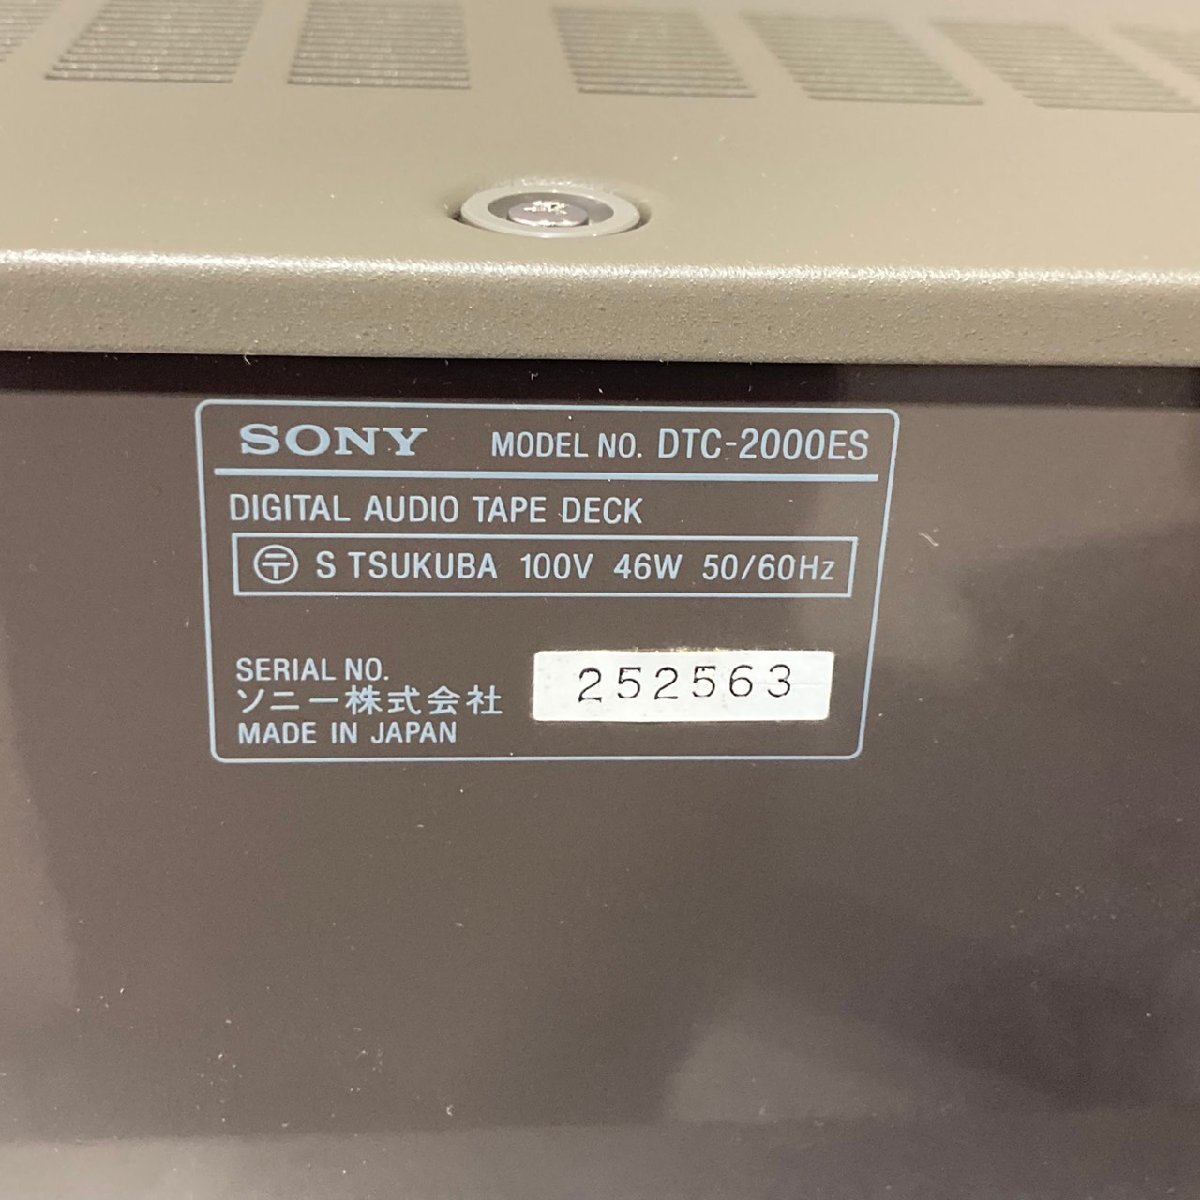 SONY MODEL NO. DTC-2000ES
DIGITAL AUDIO TAPE DECK
〶 S TSUKUBA 100V 46W 50/60Hz
SERIAL NO. 252563
ソニー株式会社
MADE IN JAPAN